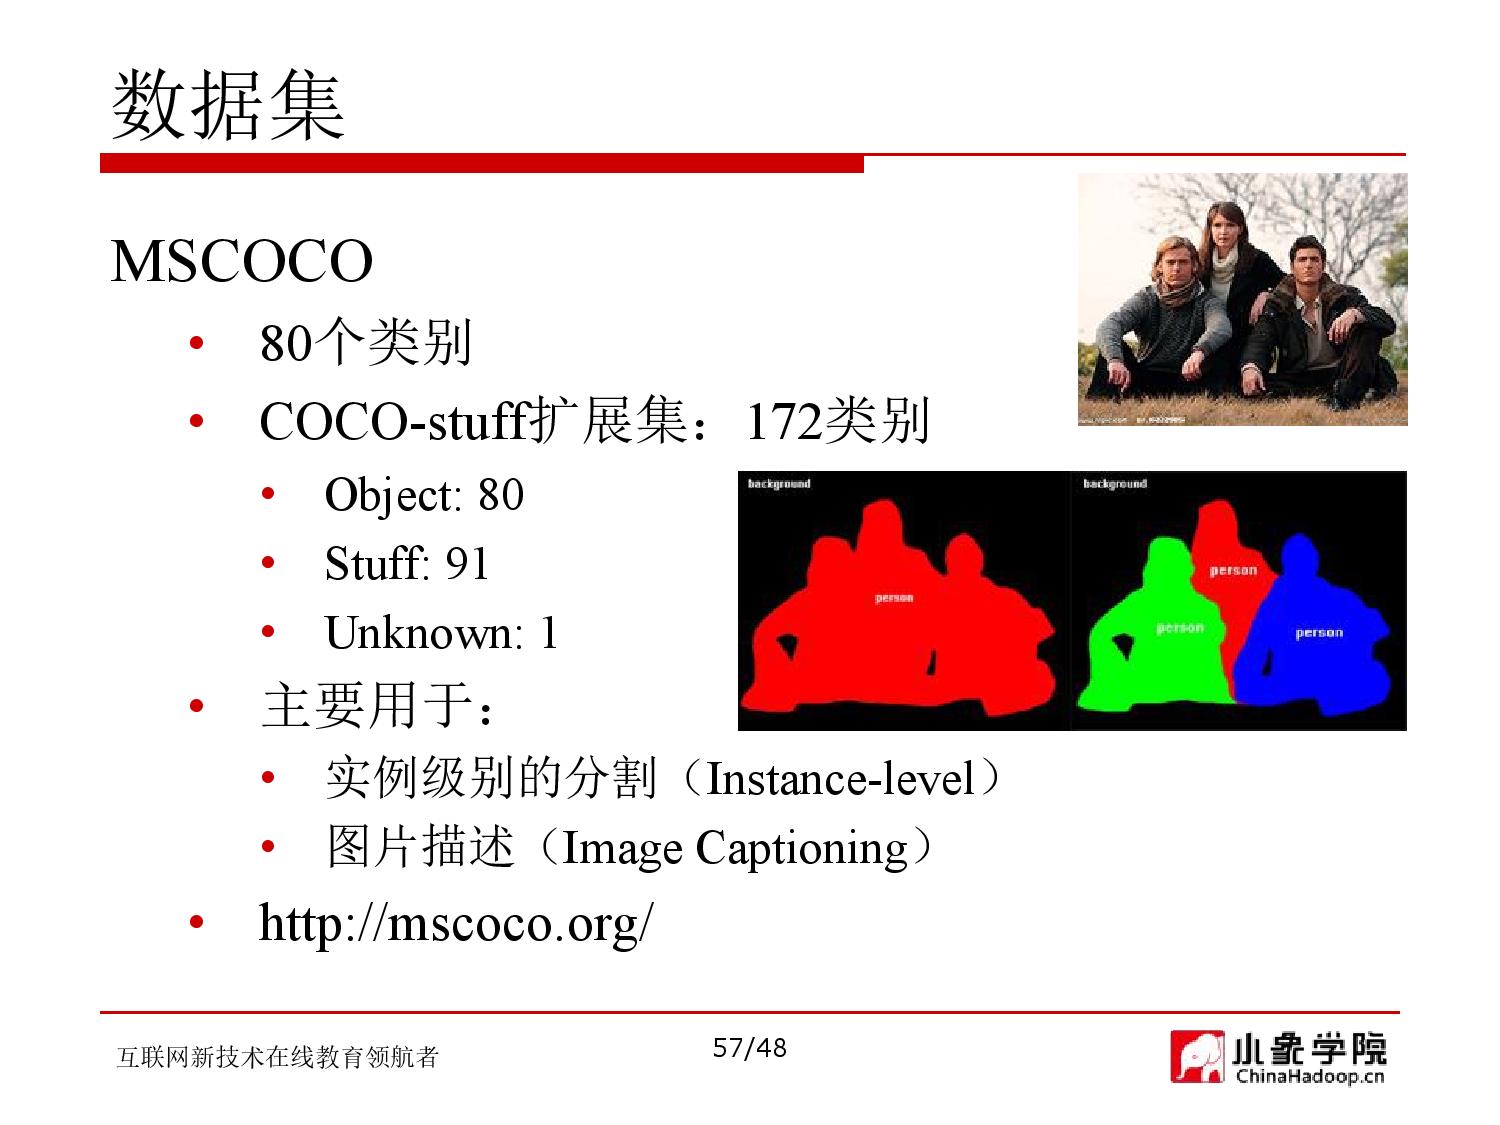 数据集
MSCOCO
• 80个类别
• COCO-stuff扩展集：172类别
• Object: 80
• Stuff: 91
• Unknown: 1
• 主要用于：
• 实例级别的分割（Instance-level）
• 图片描述（Image Captioning）
• http://mscoco.org/
background
person
background
person
person
person
互联网新技术在线教育领航者
57/48
小象学院
ChinaHadoop.cn